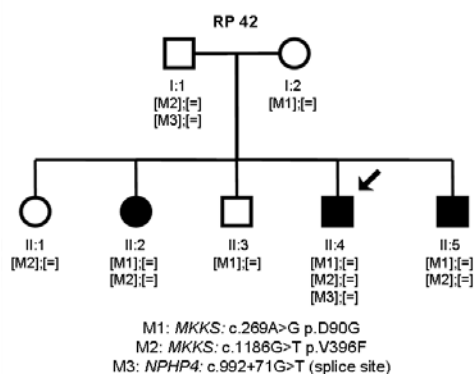 RP 42
I:1 I:2
[M2];[=] [M1];[=]
[M3];[=]
II:1 II:2 II:3 II:4 II:5
[M2];[=] [M1];[=] [M1];[=] [M1];[=] [M1];[=]
[M2];[=] [M2];[=] [M2];[=]
[M3];[=]
M1: MKKS: c.269A>G p.D90G
M2: MKKS: c.1186G>T p.V396F
M3: NPHP4: c.992+71G>T (splice site)